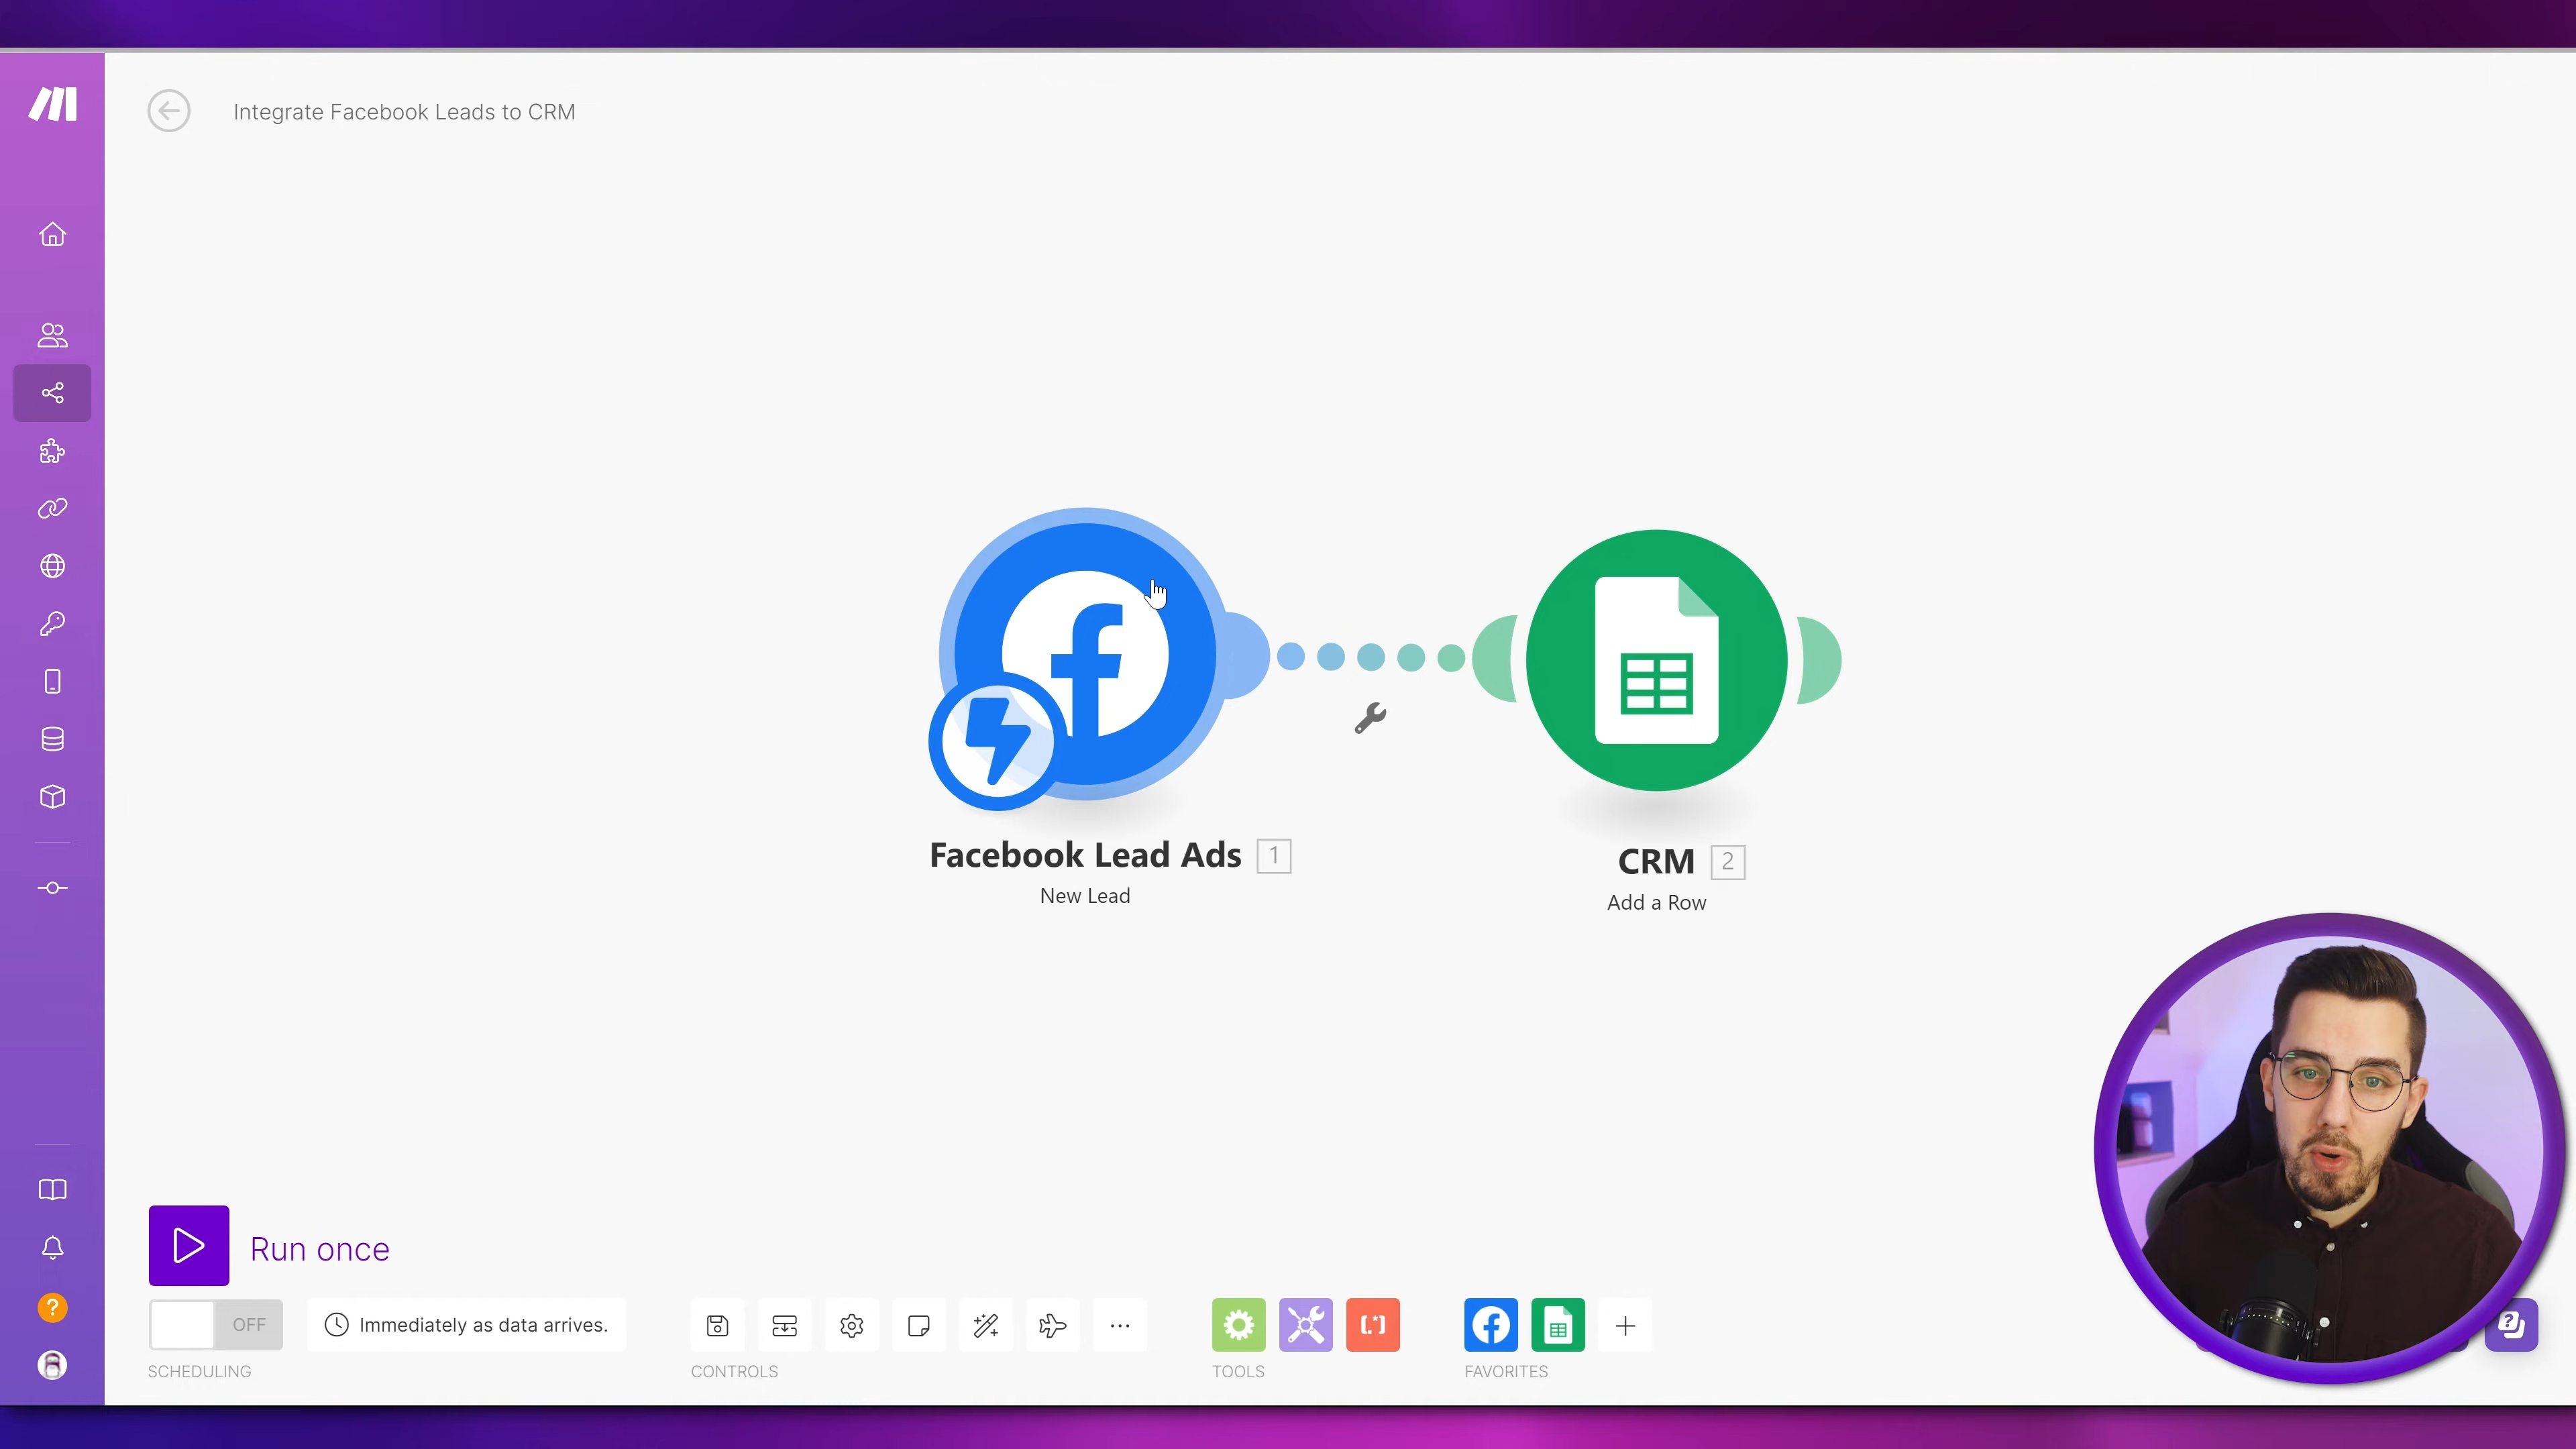 Integrate Facebook Leads to CRM
Facebook Lead Ads 1
New Lead
CRM 2
Add a Row
Run once
OFF
Immediately as data arrives.
SCHEDULING
CONTROLS
TOOLS
FAVORITES